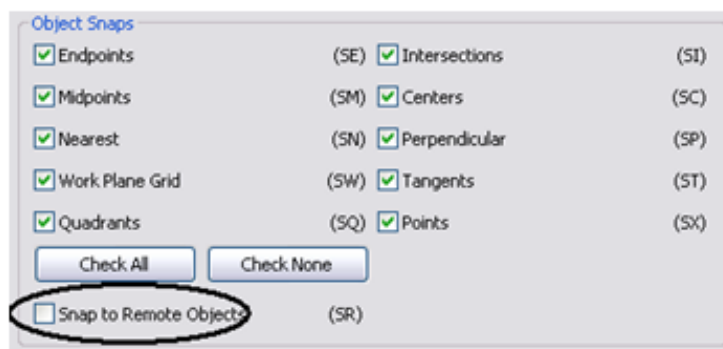 Object Snaps
Endpoints (SE) Intersections (SI)
Midpoints (SM) Centers (SC)
Nearest (SN) Perpendicular (SP)
Work Plane Grid (SW) Tangents (ST)
Quadrants (SQ) Points (SX)
Check All Check None
Snap to Remote Objects (SR)